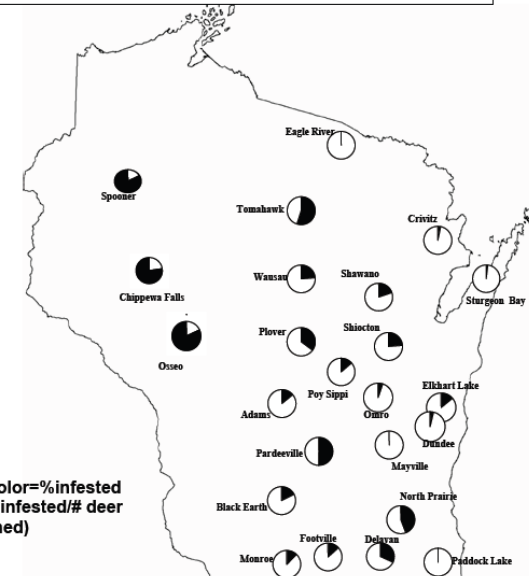 Eagle River
Spooner
Tomahawk
Crivitz
Wausau
Shawano
Chippewa Falls
Sturgeon Bay
Plover
Shiocton
Osseo
Poy Sippi
Elkhart Lake
Adams
Omro
Dundee
Pardeeville
Mayville
olor=%infested
infested/# deer
ned)
North Prairie
Black Earth
Footville
Delavan
Monroe
Paddock Lake